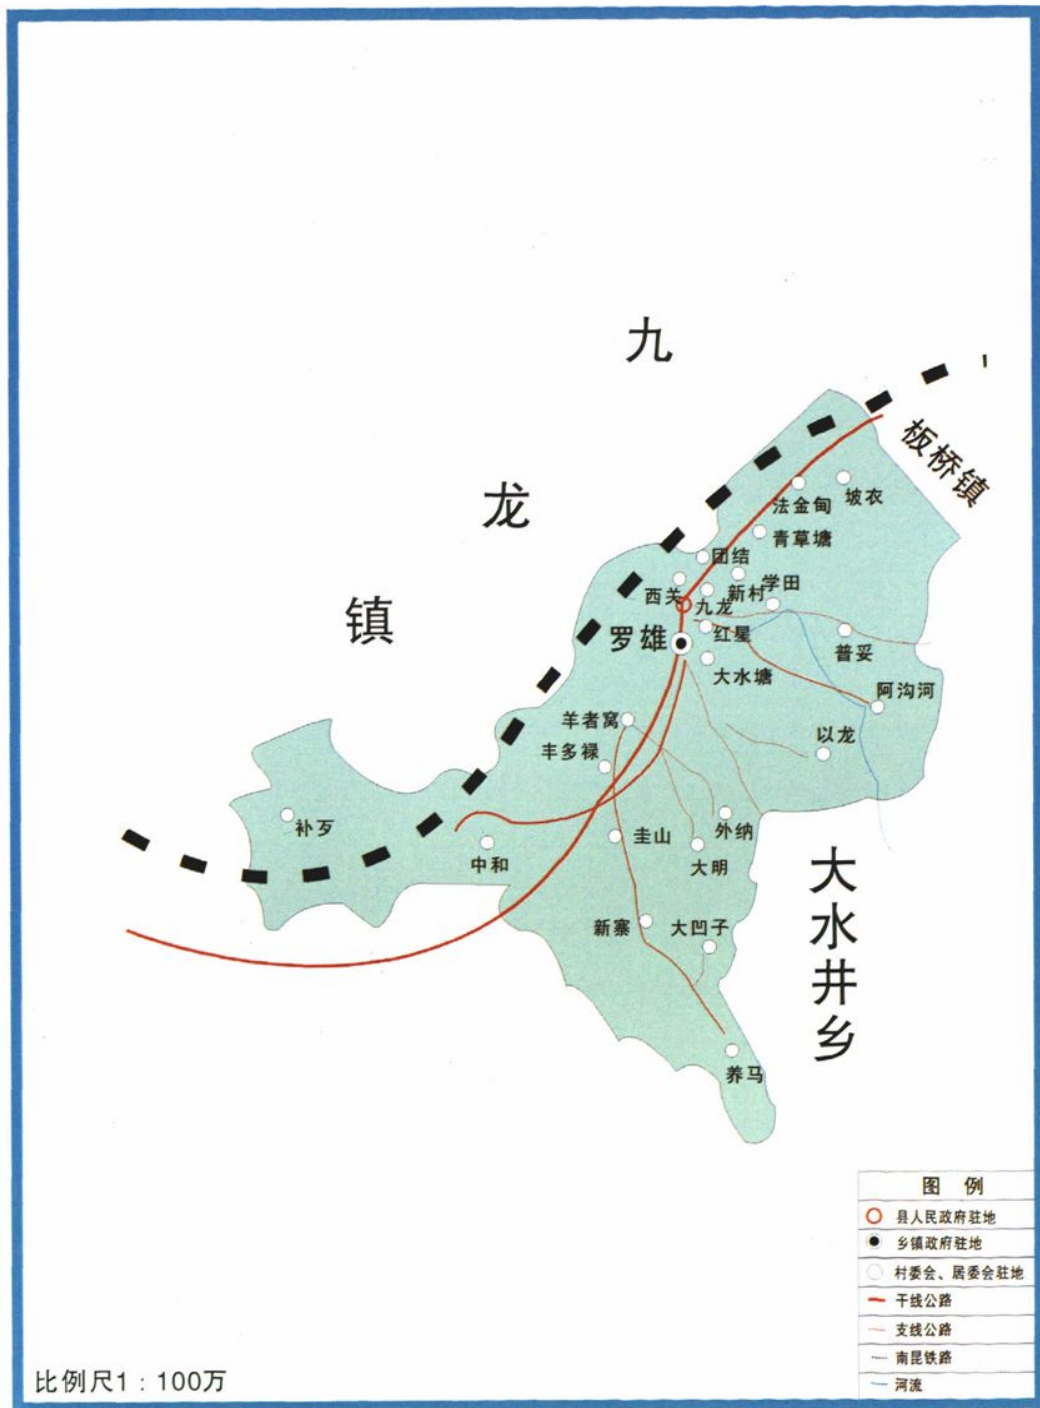 九
龙
镇
板桥镇
法金甸
坡农
青草塘
团结
学田
西关
新村
九龙
罗雄
红星
普妥
大水塘
阿沟河
羊者窝
以龙
丰多禄
补歹
中和
圭山
外纳
大明
大水井乡
新寨
大凹子
养马
图 例
县人民政府驻地
乡镇政府驻地
村委会、居委会驻地
干线公路
支线公路
南昆铁路
河流
比例尺1:100万